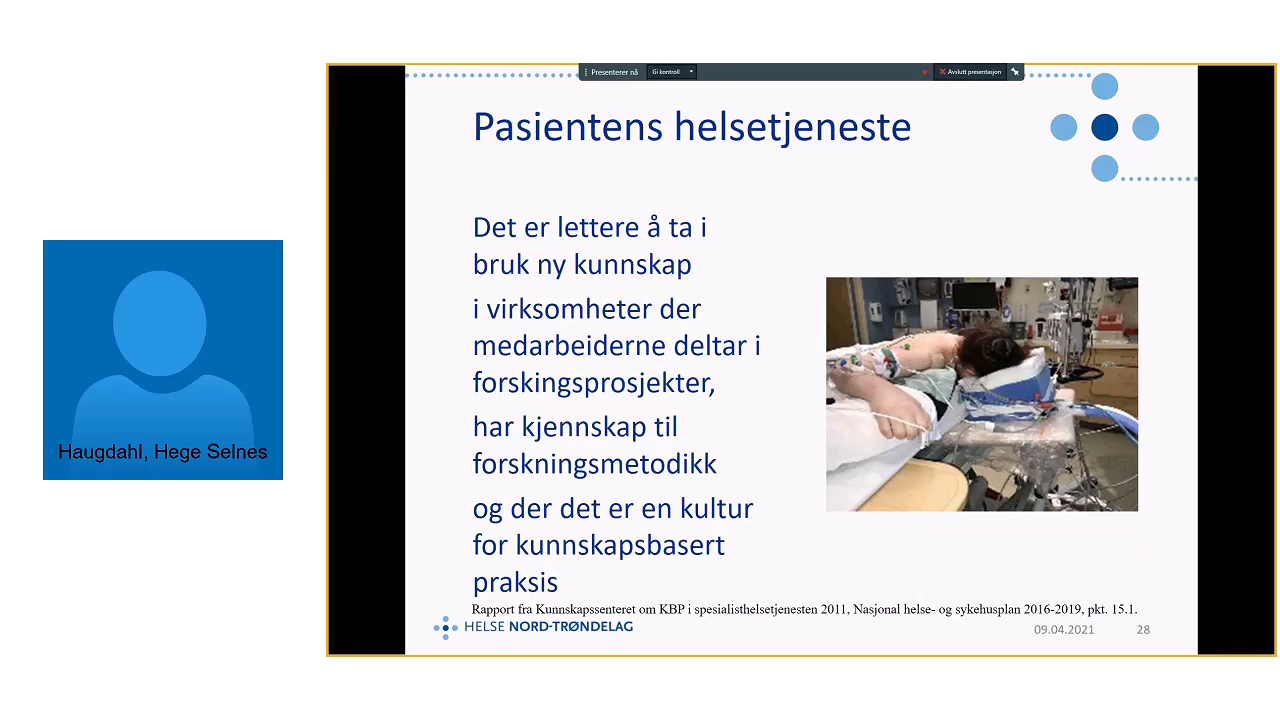 Presenterer nå
Gi kontroll
Avslutt presentasjon
Pasientens helsetjeneste
Det er lettere å ta i
bruk ny kunnskap
i virksomheter der
medarbeiderne deltar i
forskingsprosjekter,
har kjennskap til
forskningsmetodikk
og der det er en kultur
for kunnskapsbasert
praksis
Rapport fra Kunnskapssenteret om KBP i spesialisthelsetjenesten 2011, Nasjonal helse- og sykehusplan 2016-2019, pkt. 15.1.
HELSE NORD-TRØNDELAG
09.04.2021
28
Haugdahl, Hege Selnes